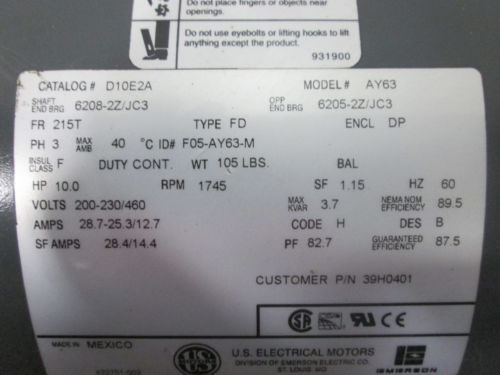 Do not place fingers or objects near
openings.
Do not use eyebolts or lifting hooks to lift
anything except the product.
931900
CATALOG # D10E2A MODEL # AY63
SHAFT END BRG 6208-2Z/JC3 OPP END BRG 6205-2Z/JC3
FR 215T TYPE FD ENCL DP
PH 3 MAX AMB 40 °C ID# F05-AY63-M
INSUL CLASS F DUTY CONT. WT 105 LBS. BAL
HP 10.0 RPM 1745 SF 1.15 HZ 60
VOLTS 200-230/460 MAX KVAR 3.7 NEMA NOM EFFICIENCY 89.5
AMPS 28.7-25.3/12.7 CODE H DES B
SF AMPS 28.4/14.4 PF 82.7 GUARANTEED EFFICIENCY 87.5
CUSTOMER P/N 39H0401
MADE IN MEXICO
U.S. ELECTRICAL MOTORS
DIVISION OF EMERSON ELECTRIC CO.
ST. LOUIS, MO
US MOTORS
EMERSON